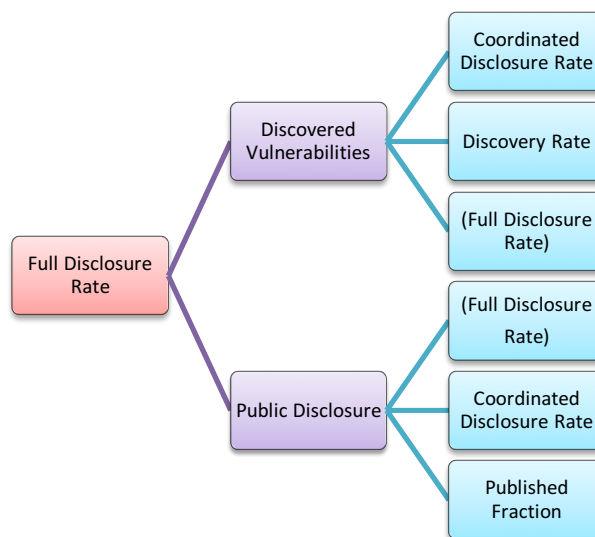 Coordinated
Disclosure Rate
Discovered
Vulnerabilities
Discovery Rate
(Full Disclosure
Rate)
Full Disclosure
Rate
(Full Disclosure
Rate)
Public Disclosure
Coordinated
Disclosure Rate
Published
Fraction